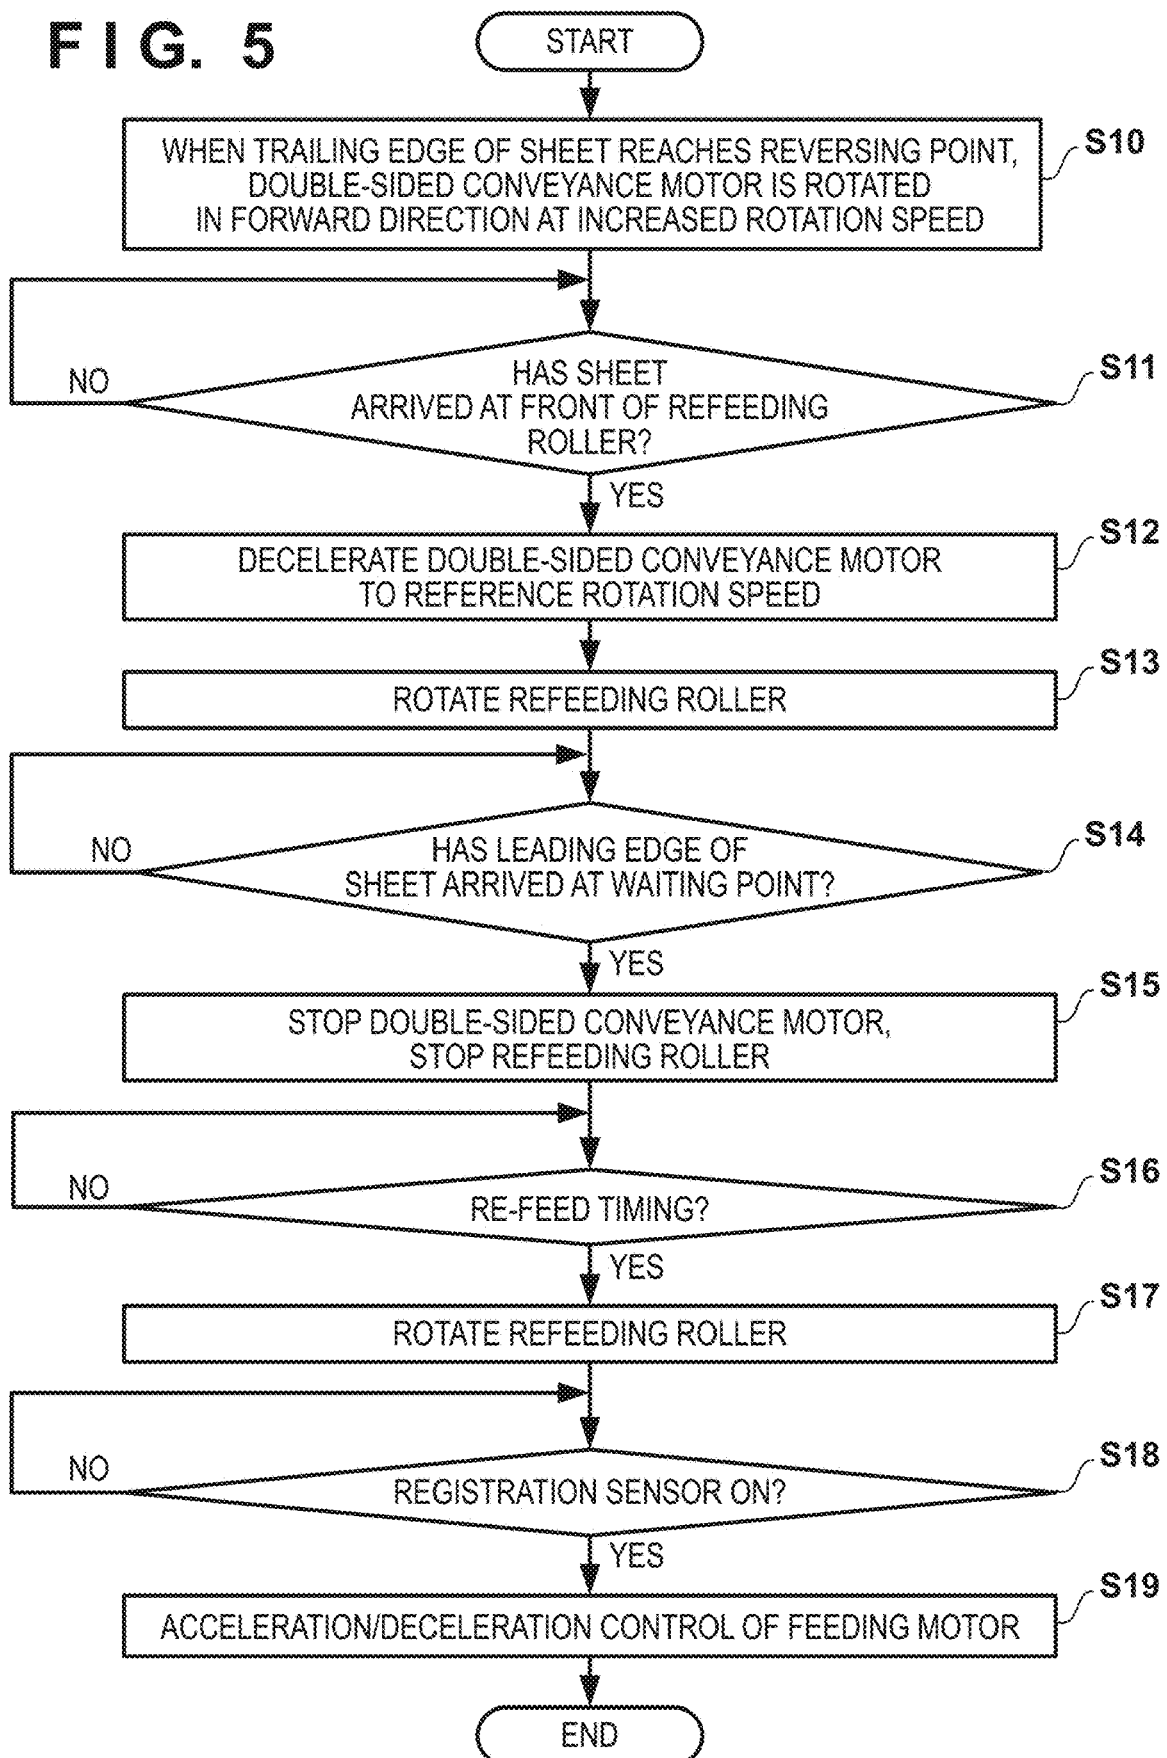 FIG. 5
START
WHEN TRAILING EDGE OF SHEET REACHES REVERSING POINT,
DOUBLE-SIDED CONVEYANCE MOTOR IS ROTATED
IN FORWARD DIRECTION AT INCREASED ROTATION SPEED
S10
HAS SHEET
ARRIVED AT FRONT OF REFEEDING
ROLLER?
S11
NO
YES
DECELERATE DOUBLE-SIDED CONVEYANCE MOTOR
TO REFERENCE ROTATION SPEED
S12
ROTATE REFEEDING ROLLER
S13
HAS LEADING EDGE OF
SHEET ARRIVED AT WAITING POINT?
S14
NO
YES
STOP DOUBLE-SIDED CONVEYANCE MOTOR,
STOP REFEEDING ROLLER
S15
RE-FEED TIMING?
S16
NO
YES
ROTATE REFEEDING ROLLER
S17
REGISTRATION SENSOR ON?
S18
NO
YES
ACCELERATION/DECELERATION CONTROL OF FEEDING MOTOR
S19
END